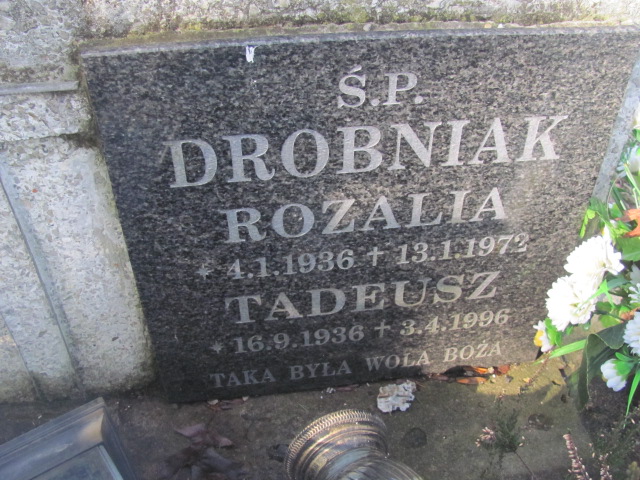 Ś.P.
DROBNIAK
ROZALIA
* 4.1.1936 + 13.1.1972
TADEUSZ
* 16.9.1936 + 3.4.1996
TAKA BYŁA WOLA BOŻA